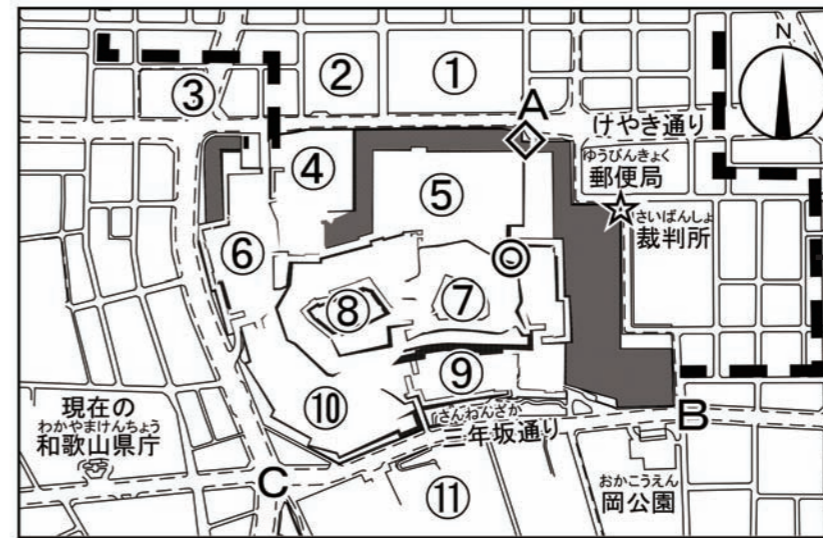 ② ①
N
③
A
けやき通り
ゆうびんきょく
郵便局
④
⑤
さいばんしょ
裁判所
⑥
⑧ ⑦
⑨
現在の
わかやまけんちょう
和歌山県庁
⑩
さんねんざか
三年坂通り
B
C
⑪
おかこうえん
岡公園